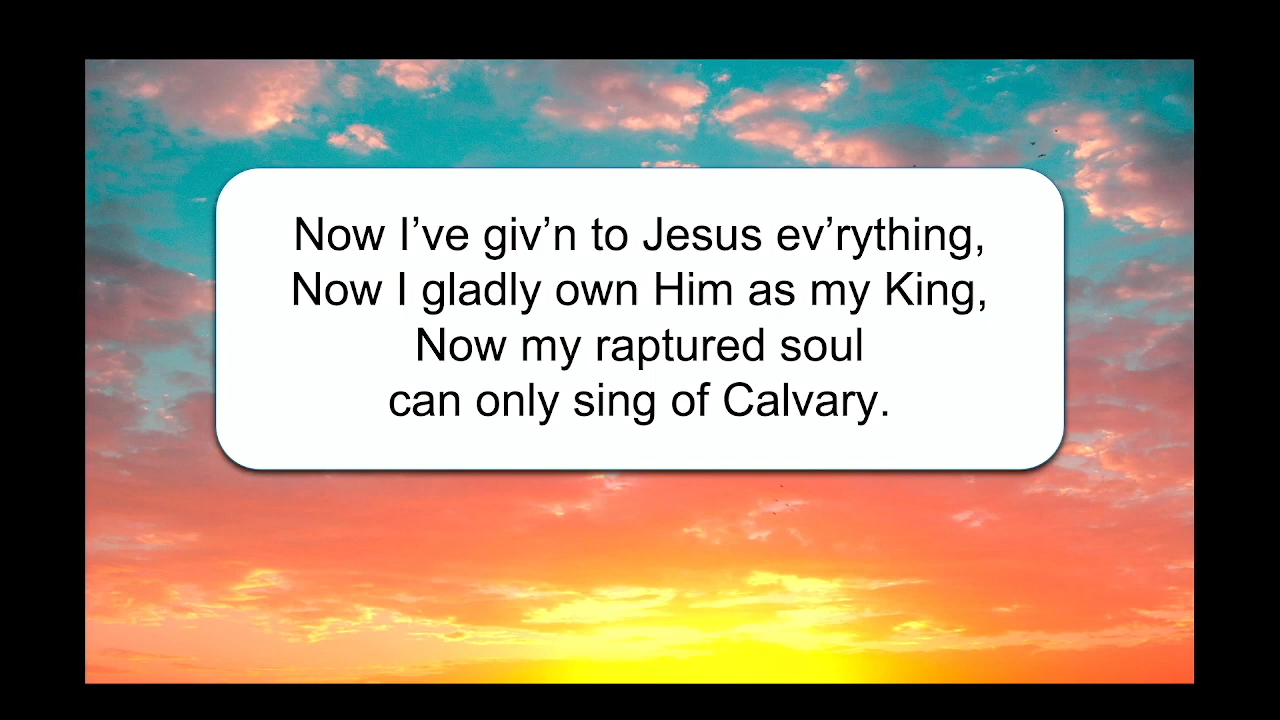 Now I’ve giv’n to Jesus ev’rything,
Now I gladly own Him as my King,
Now my raptured soul
can only sing of Calvary.